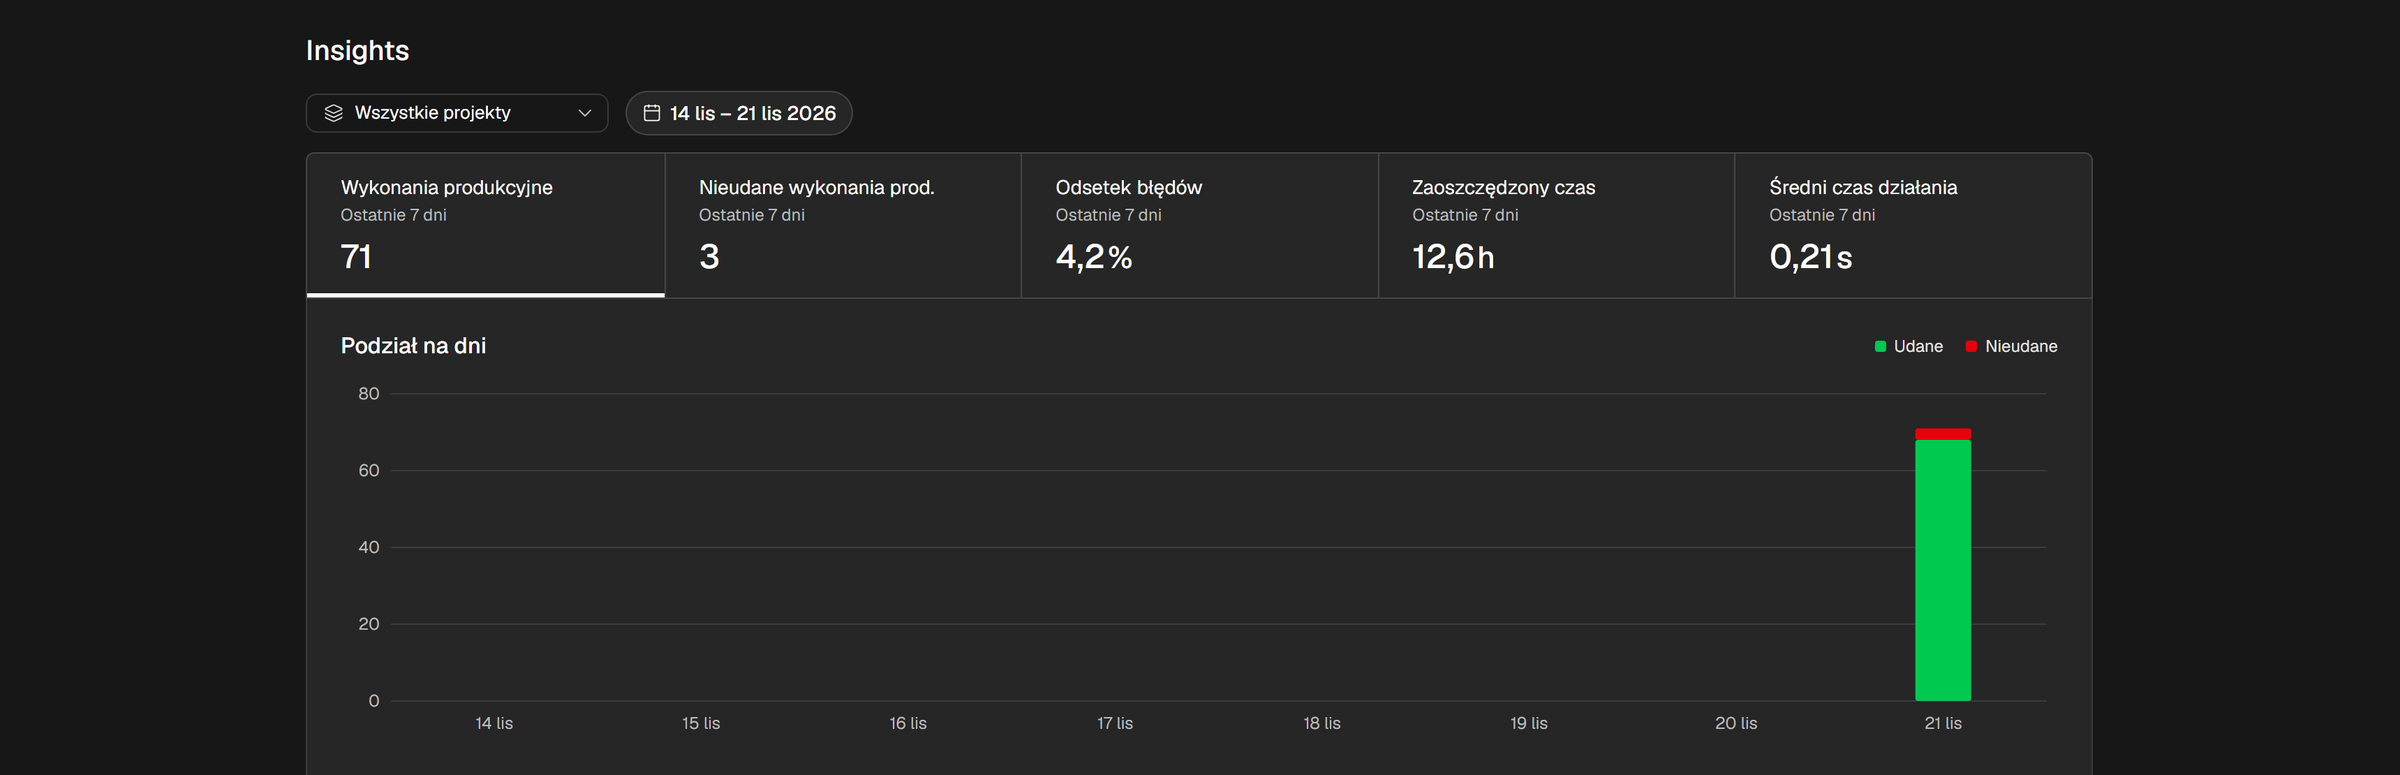 Insights
Wszystkie projekty
14 lis – 21 lis 2026
Wykonania produkcyjne
Ostatnie 7 dni
71
Nieudane wykonania prod.
Ostatnie 7 dni
3
Odsetek błędów
Ostatnie 7 dni
4,2%
Zaoszczędzony czas
Ostatnie 7 dni
12,6h
Średni czas działania
Ostatnie 7 dni
0,21s
Podział na dni
Udane
Nieudane
80
60
40
20
0
14 lis
15 lis
16 lis
17 lis
18 lis
19 lis
20 lis
21 lis